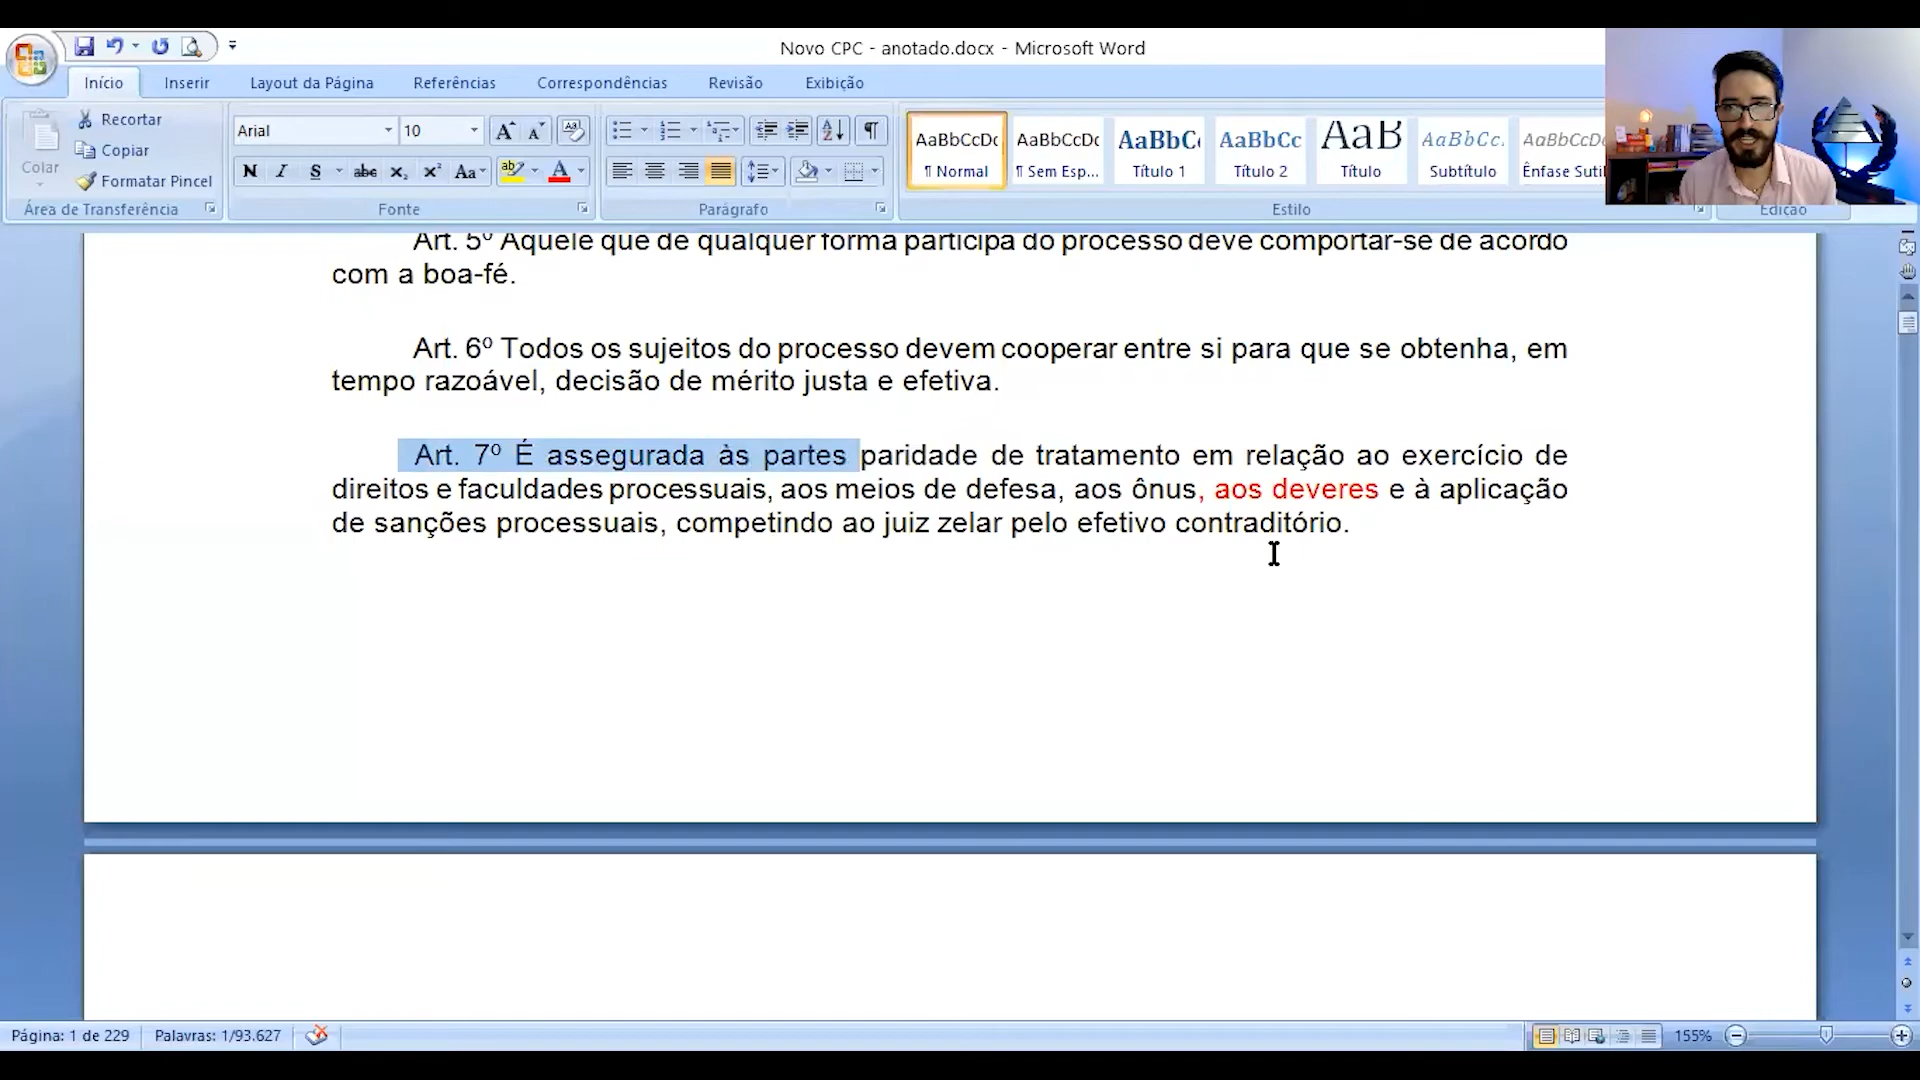 Novo CPC - anotado.docx - Microsoft Word
Início Inserir Layout da Página Referências Correspondências Revisão Exibição
Colar
Recortar
Copiar
Formatar Pincel
Área de Transferência
Arial 10
N I S abc x₂ x² Aa
Fonte
Parágrafo
AaBbCcDc AaBbCcDc AaBbC AaBbCc AaB AaBbCc. AaBbCcDc
¶ Normal ¶ Sem Esp... Título 1 Título 2 Título Subtítulo Ênfase Sutil
Estilo
Edição
Art. 5º Aquele que de qualquer forma participa do processo deve comportar-se de acordo
com a boa-fé.
Art. 6º Todos os sujeitos do processo devem cooperar entre si para que se obtenha, em
tempo razoável, decisão de mérito justa e efetiva.
Art. 7º É assegurada às partes paridade de tratamento em relação ao exercício de
direitos e faculdades processuais, aos meios de defesa, aos ônus, aos deveres e à aplicação
de sanções processuais, competindo ao juiz zelar pelo efetivo contraditório.
Página: 1 de 229 Palavras: 1/93.627 155%